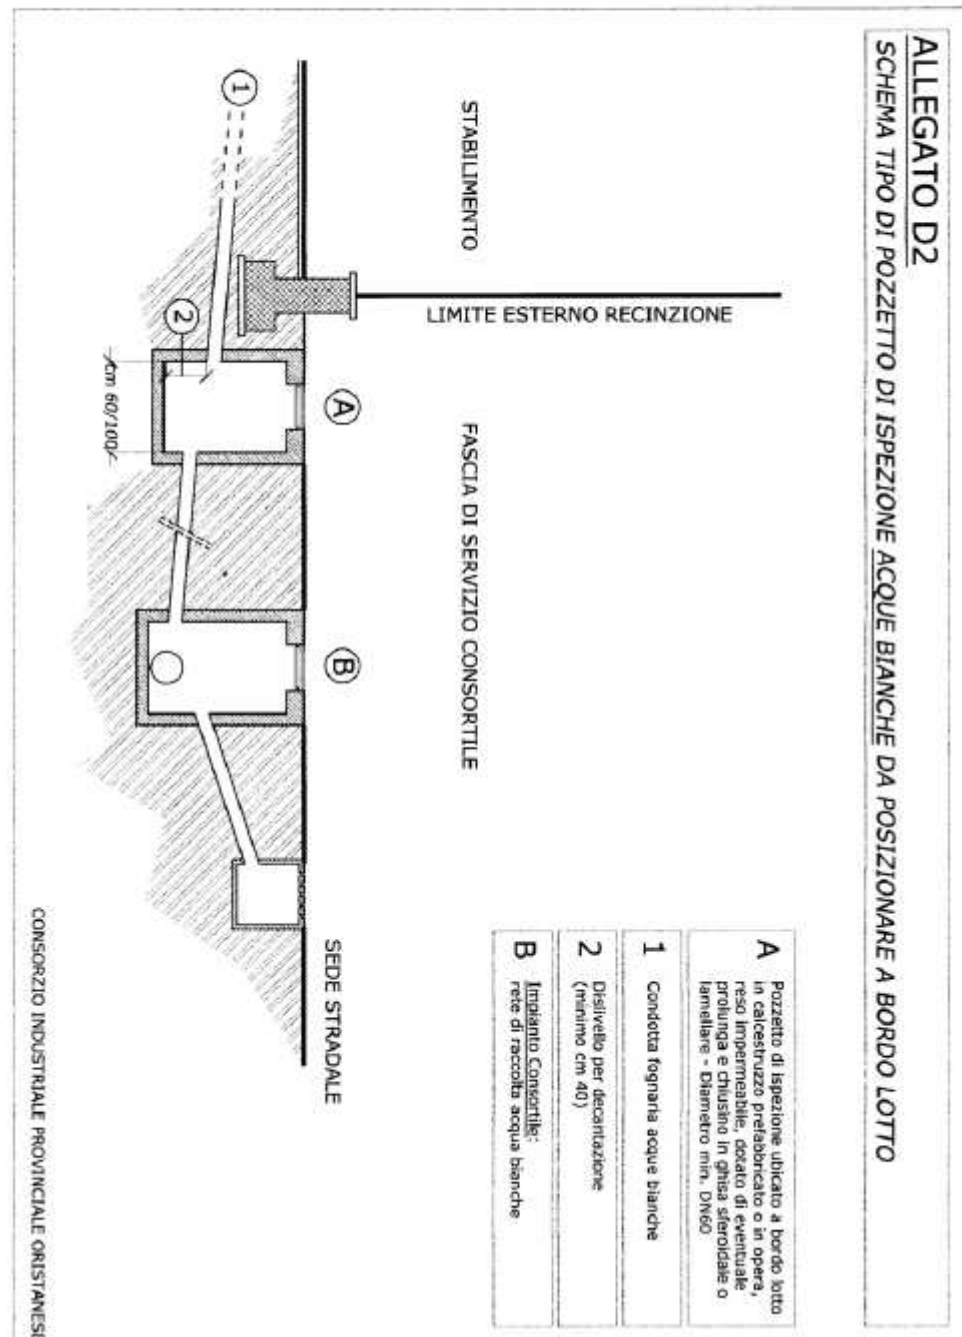 ALLEGATO D2
SCHEMA TIPO DI POZZETTO DI ISPEZIONE ACQUE BIANCHE DA POSIZIONARE A BORDO LOTTO
STABILIMENTO
LIMITE ESTERNO RECINZIONE
FASCIA DI SERVIZIO CONSORTILE
SEDE STRADALE
1
2
A
B
cm 60/100
A Pozzetto di ispezione ubicato a bordo lotto
in calcestruzzo prefabbricato o in opera,
reso impermeabile, dotato di eventuale
prolunga e chiusino in ghisa sferoidale o
lamellare - Diametro min. DN60
1 Condotta fognaria acque bianche
2 Dislivello per decantazione
(minimo cm 40)
B Impianto Consortile:
rete di raccolta acqua bianche
CONSORZIO INDUSTRIALE PROVINCIALE ORISTANESE